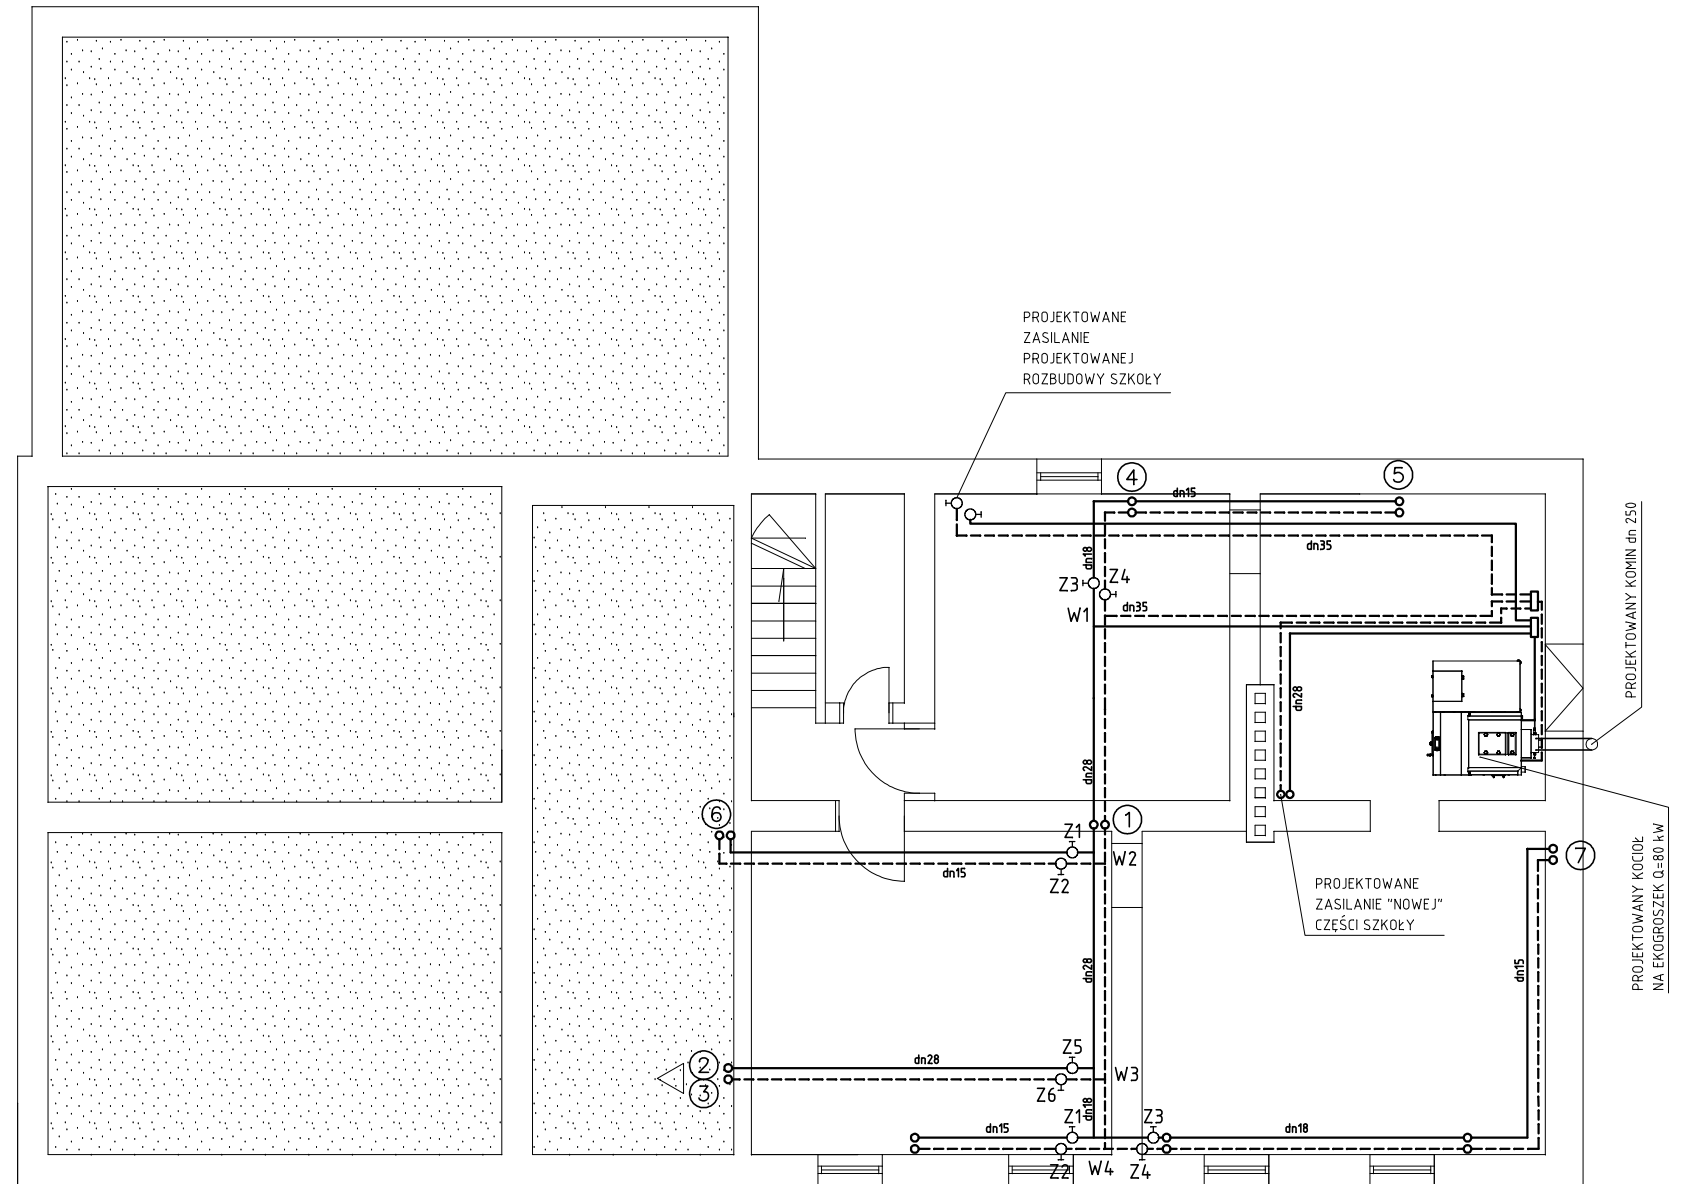 PROJEKTOWANE
ZASILANIE
PROJEKTOWANEJ
ROZBUDOWY SZKOŁY
4
5
dn15
dn35
dn18
Z3
Z4
W1
dn35
PROJEKTOWANY KOMIN dn 250
dn28
dn28
6
1
Z1
W2
Z2
dn15
7
PROJEKTOWANE
ZASILANIE "NOWEJ"
CZĘŚCI SZKOŁY
PROJEKTOWANY KOCIOŁ
NA EKOGROSZEK Q=80 kW
dn28
dn15
2
3
dn28
Z5
W3
Z6
dn18
Z1
Z3
dn15
dn18
Z2
W4
Z4